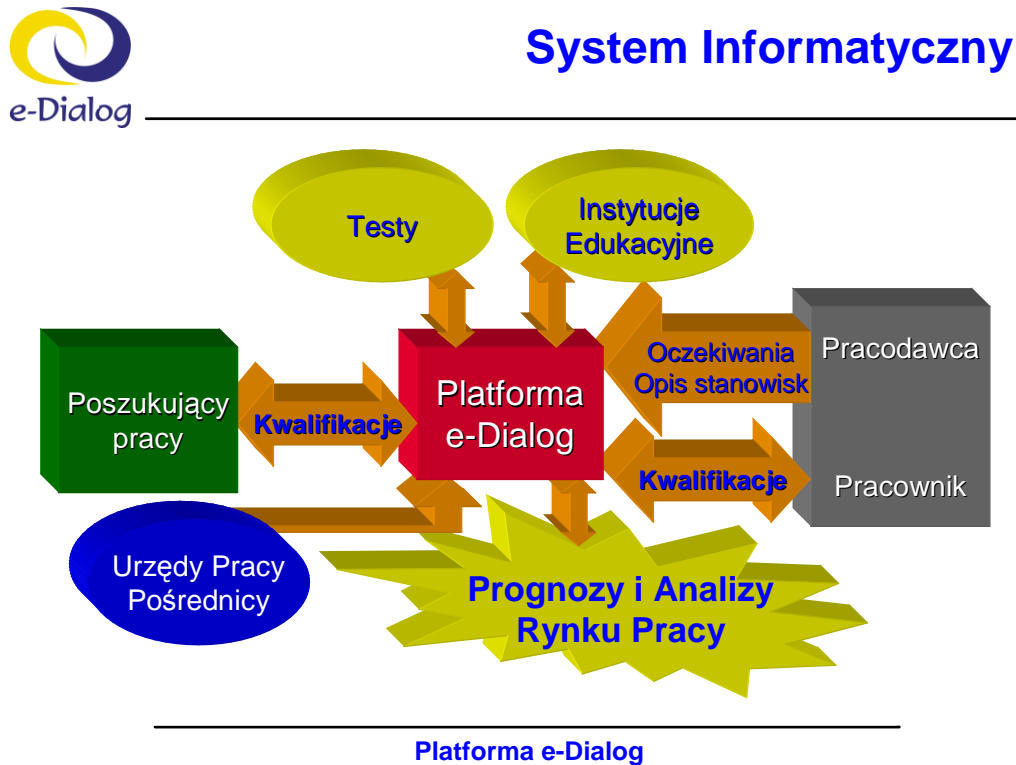 e-Dialog
System Informatyczny
Testy
Instytucje
Edukacyjne
Poszukujący
pracy
Kwalifikacje
Platforma
e-Dialog
Oczekiwania
Opis stanowisk
Pracodawca
Kwalifikacje
Pracownik
Urzędy Pracy
Pośrednicy
Prognozy i Analizy
Rynku Pracy
Platforma e-Dialog